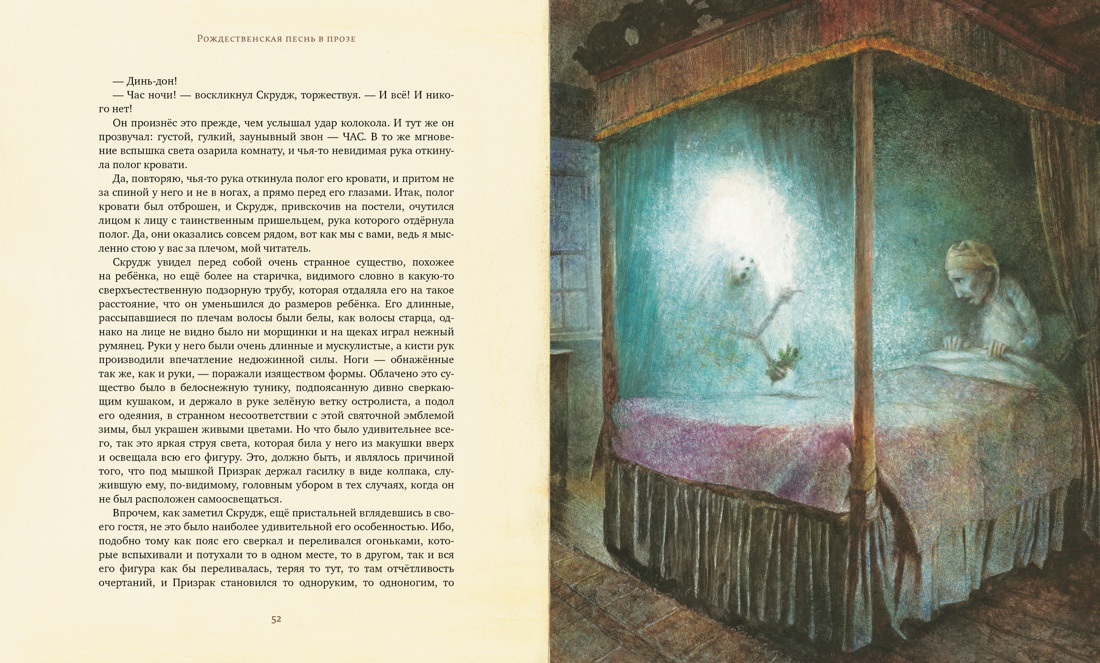 Рождественская песнь в прозе
— Динь-дон!
— Час ночи! — воскликнул Скрудж, торжествуя. — И всё! И нико-
го нет!
Он произнёс это прежде, чем услышал удар колокола. И тут же он
прозвучал: густой, гулкий, заунывный звон — ЧАС. В то же мгнове-
ние вспышка света озарила комнату, и чья-то невидимая рука откину-
ла полог кровати.
Да, повторяю, чья-то рука откинула полог его кровати, и притом не
за спиной у него и не в ногах, а прямо перед его глазами. Итак, полог
кровати был отброшен, и Скрудж, привскочив на постели, очутился
лицом к лицу с таинственным пришельцем, рука которого отдёрнула
полог. Да, они оказались совсем рядом, вот как мы с вами, ведь я мыс-
ленно стою у вас за плечом, мой читатель.
Скрудж увидел перед собой очень странное существо, похожее
на ребёнка, но ещё более на старичка, видимого словно в какую-то
сверхъестественную подзорную трубу, которая отдаляла его на такое
расстояние, что он уменьшился до размеров ребёнка. Его длинные,
рассыпавшиеся по плечам волосы были белы, как волосы старца, од-
нако на лице не видно было ни морщинки и на щеках играл нежный
румянец. Руки у него были очень длинные и мускулистые, а кисти рук
производили впечатление недюжинной силы. Ноги — обнажённые
так же, как и руки, — поражали изяществом формы. Облачено это су-
щество было в белоснежную тунику, подпоясанную дивно сверкаю-
щим кушаком, и держало в руке зелёную ветку остролиста, а подол
его одеяния, в странном несоответствии с этой святочной эмблемой
зимы, был украшен живыми цветами. Но что было удивительнее все-
го, так это яркая струя света, которая била у него из макушки вверх
и освещала всю его фигуру. Это, должно быть, и являлось причиной
того, что под мышкой Призрак держал гасилку в виде колпака, слу-
жившую ему, по-видимому, головным убором в тех случаях, когда он
не был расположен самоосвещаться.
Впрочем, как заметил Скрудж, ещё пристальней вглядевшись в сво-
его гостя, не это было наиболее удивительной его особенностью. Ибо,
подобно тому как пояс его сверкал и переливался огоньками, кото-
рые вспыхивали и потухали то в одном месте, то в другом, так и вся
его фигура как бы переливалась, теряя то тут, то там отчётливость
очертаний, и Призрак становился то одноруким, то одноногим, то
52